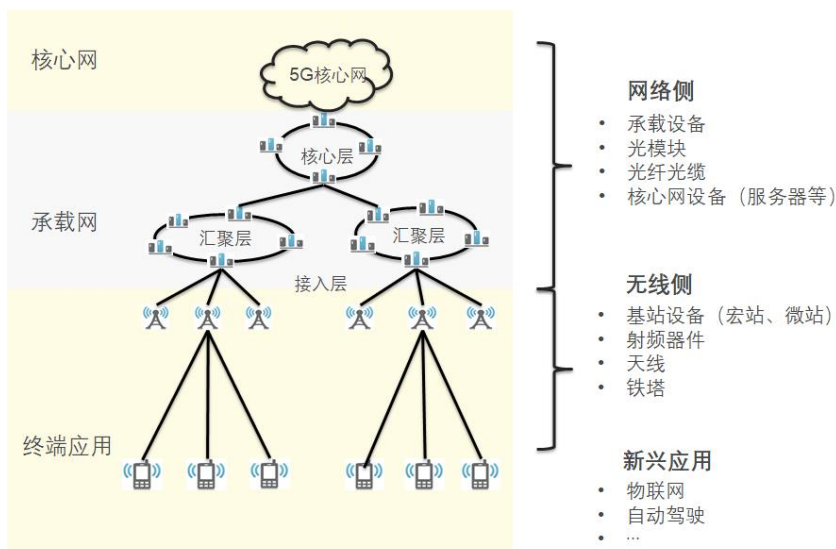 核心网
5G核心网
核心层
承载网
汇聚层
汇聚层
接入层
终端应用
网络侧
• 承载设备
• 光模块
• 光纤光缆
• 核心网设备（服务器等）
无线侧
• 基站设备（宏站、微站）
• 射频器件
• 天线
• 铁塔
新兴应用
• 物联网
• 自动驾驶
• ...